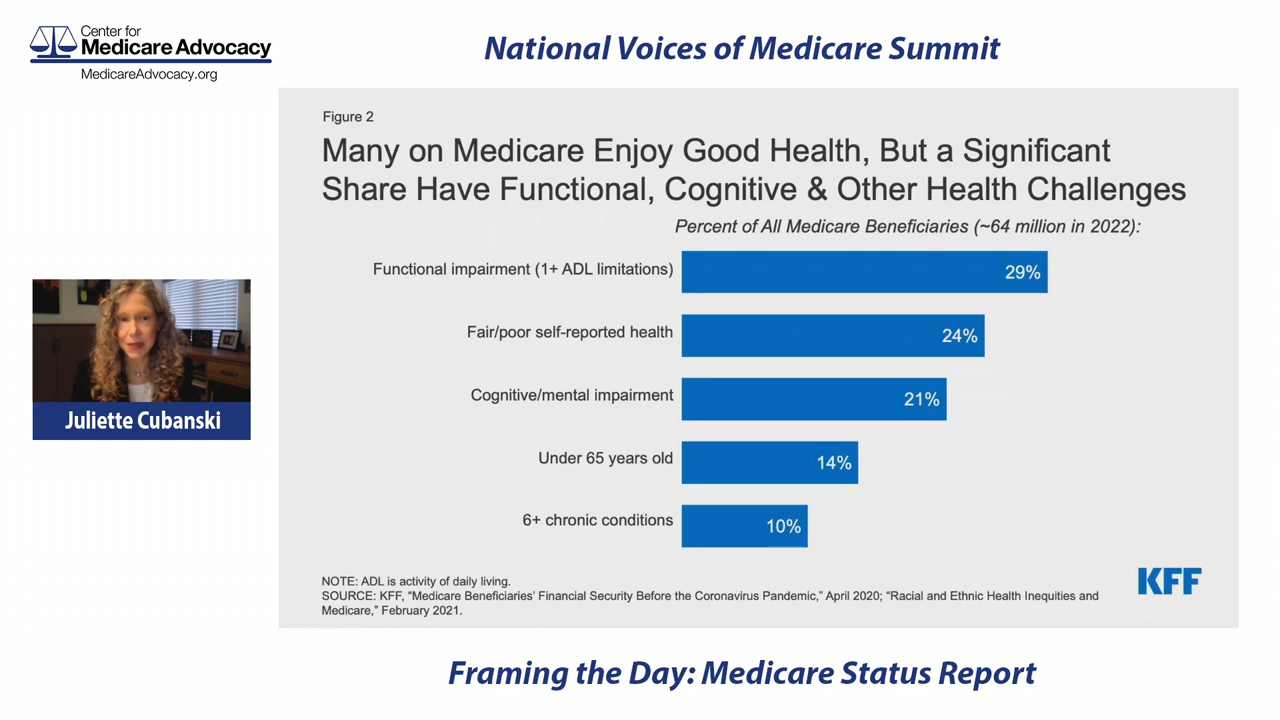 Center for
Medicare Advocacy
MedicareAdvocacy.org
National Voices of Medicare Summit
Figure 2
Many on Medicare Enjoy Good Health, But a Significant
Share Have Functional, Cognitive & Other Health Challenges
Percent of All Medicare Beneficiaries (~64 million in 2022):
Functional impairment (1+ ADL limitations)
29%
Fair/poor self-reported health
24%
Cognitive/mental impairment
21%
Under 65 years old
14%
6+ chronic conditions
10%
NOTE: ADL is activity of daily living.
SOURCE: KFF, “Medicare Beneficiaries’ Financial Security Before the Coronavirus Pandemic,” April 2020; “Racial and Ethnic Health Inequities and
Medicare,” February 2021.
KFF
Juliette Cubanski
Framing the Day: Medicare Status Report